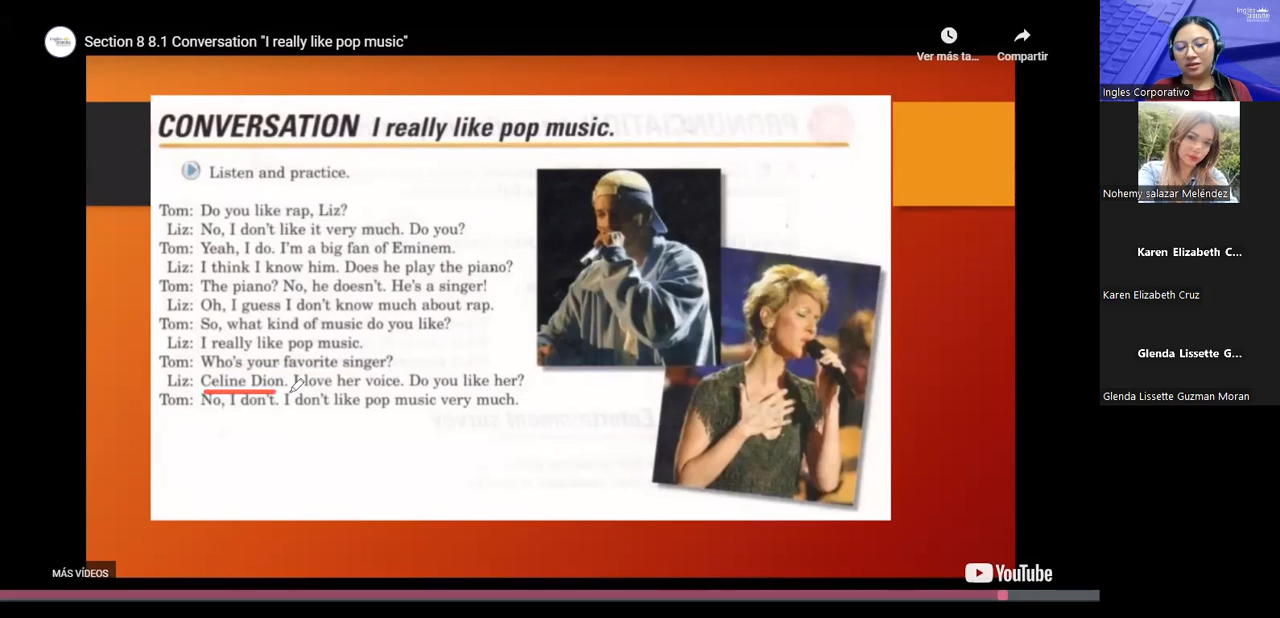 Section 8 8.1 Conversation "I really like pop music"
Ver más ta...
Compartir
CONVERSATION I really like pop music.
Listen and practice.
Tom: Do you like rap, Liz?
Liz: No, I don't like it very much. Do you?
Tom: Yeah, I do. I'm a big fan of Eminem.
Liz: I think I know him. Does he play the piano?
Tom: The piano? No, he doesn't. He's a singer!
Liz: Oh, I guess I don't know much about rap.
Tom: So, what kind of music do you like?
Liz: I really like pop music.
Tom: Who's your favorite singer?
Liz: Celine Dion. I love her voice. Do you like her?
Tom: No, I don't. I don't like pop music very much.
Entertainment survey
MÁS VÍDEOS
YouTube
Ingles Corporativo
Nohemy salazar Meléndez
Karen Elizabeth C...
Karen Elizabeth Cruz
Glenda Lissette G...
Glenda Lissette Guzman Moran